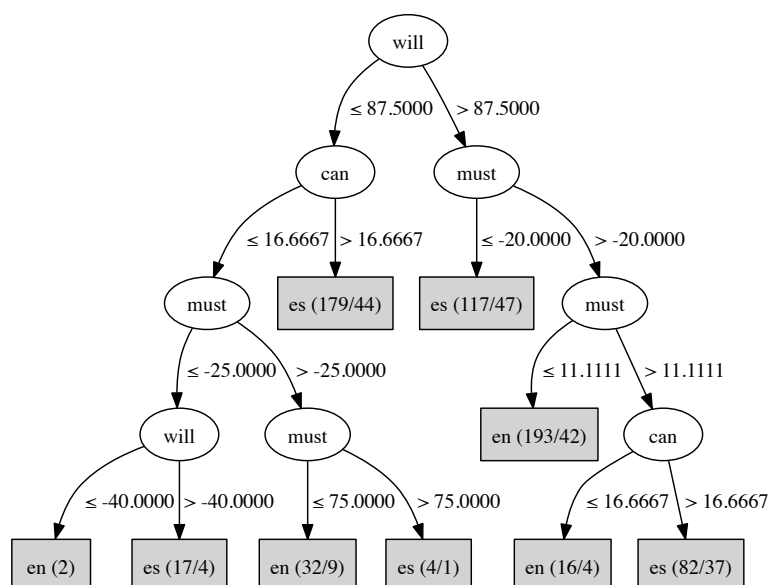 will
≤ 87.5000 > 87.5000
can must
≤ 16.6667 > 16.6667 ≤ -20.0000 > -20.0000
must es (179/44) es (117/47) must
≤ -25.0000 > -25.0000 ≤ 11.1111 > 11.1111
will must en (193/42) can
≤ -40.0000 > -40.0000 ≤ 75.0000 > 75.0000 ≤ 16.6667 > 16.6667
en (2) es (17/4) en (32/9) es (4/1) en (16/4) es (82/37)